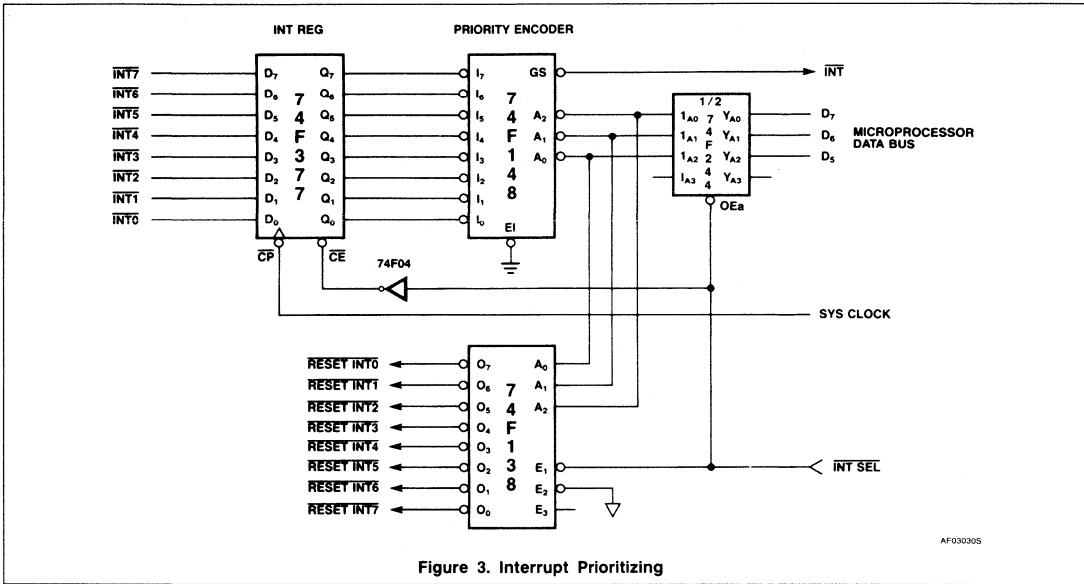 INT REG
PRIORITY ENCODER
INT7
INT6
INT5
INT4
INT3
INT2
INT1
INT0
D7 Q7
D6 Q6
D5 Q5
D4 Q4
D3 Q3
D2 Q2
D1 Q1
D0 Q0
74F377
CP
CE
I7 GS
I6
I5 A2
I4 A1
I3 A0
I2
I1
I0
EI
74F148
INT
1/2
74F244
1A0 YA0
1A1 YA1
1A2 YA2
IA3 YA3
OEa
D7
D6
D5
MICROPROCESSOR
DATA BUS
74F04
SYS CLOCK
RESET INT0
RESET INT1
RESET INT2
RESET INT3
RESET INT4
RESET INT5
RESET INT6
RESET INT7
O7 A0
O6 A1
O5 A2
O4
O3
O2 E1
O1 E2
O0 E3
74F138
INT SEL
AF03030S
Figure 3. Interrupt Prioritizing